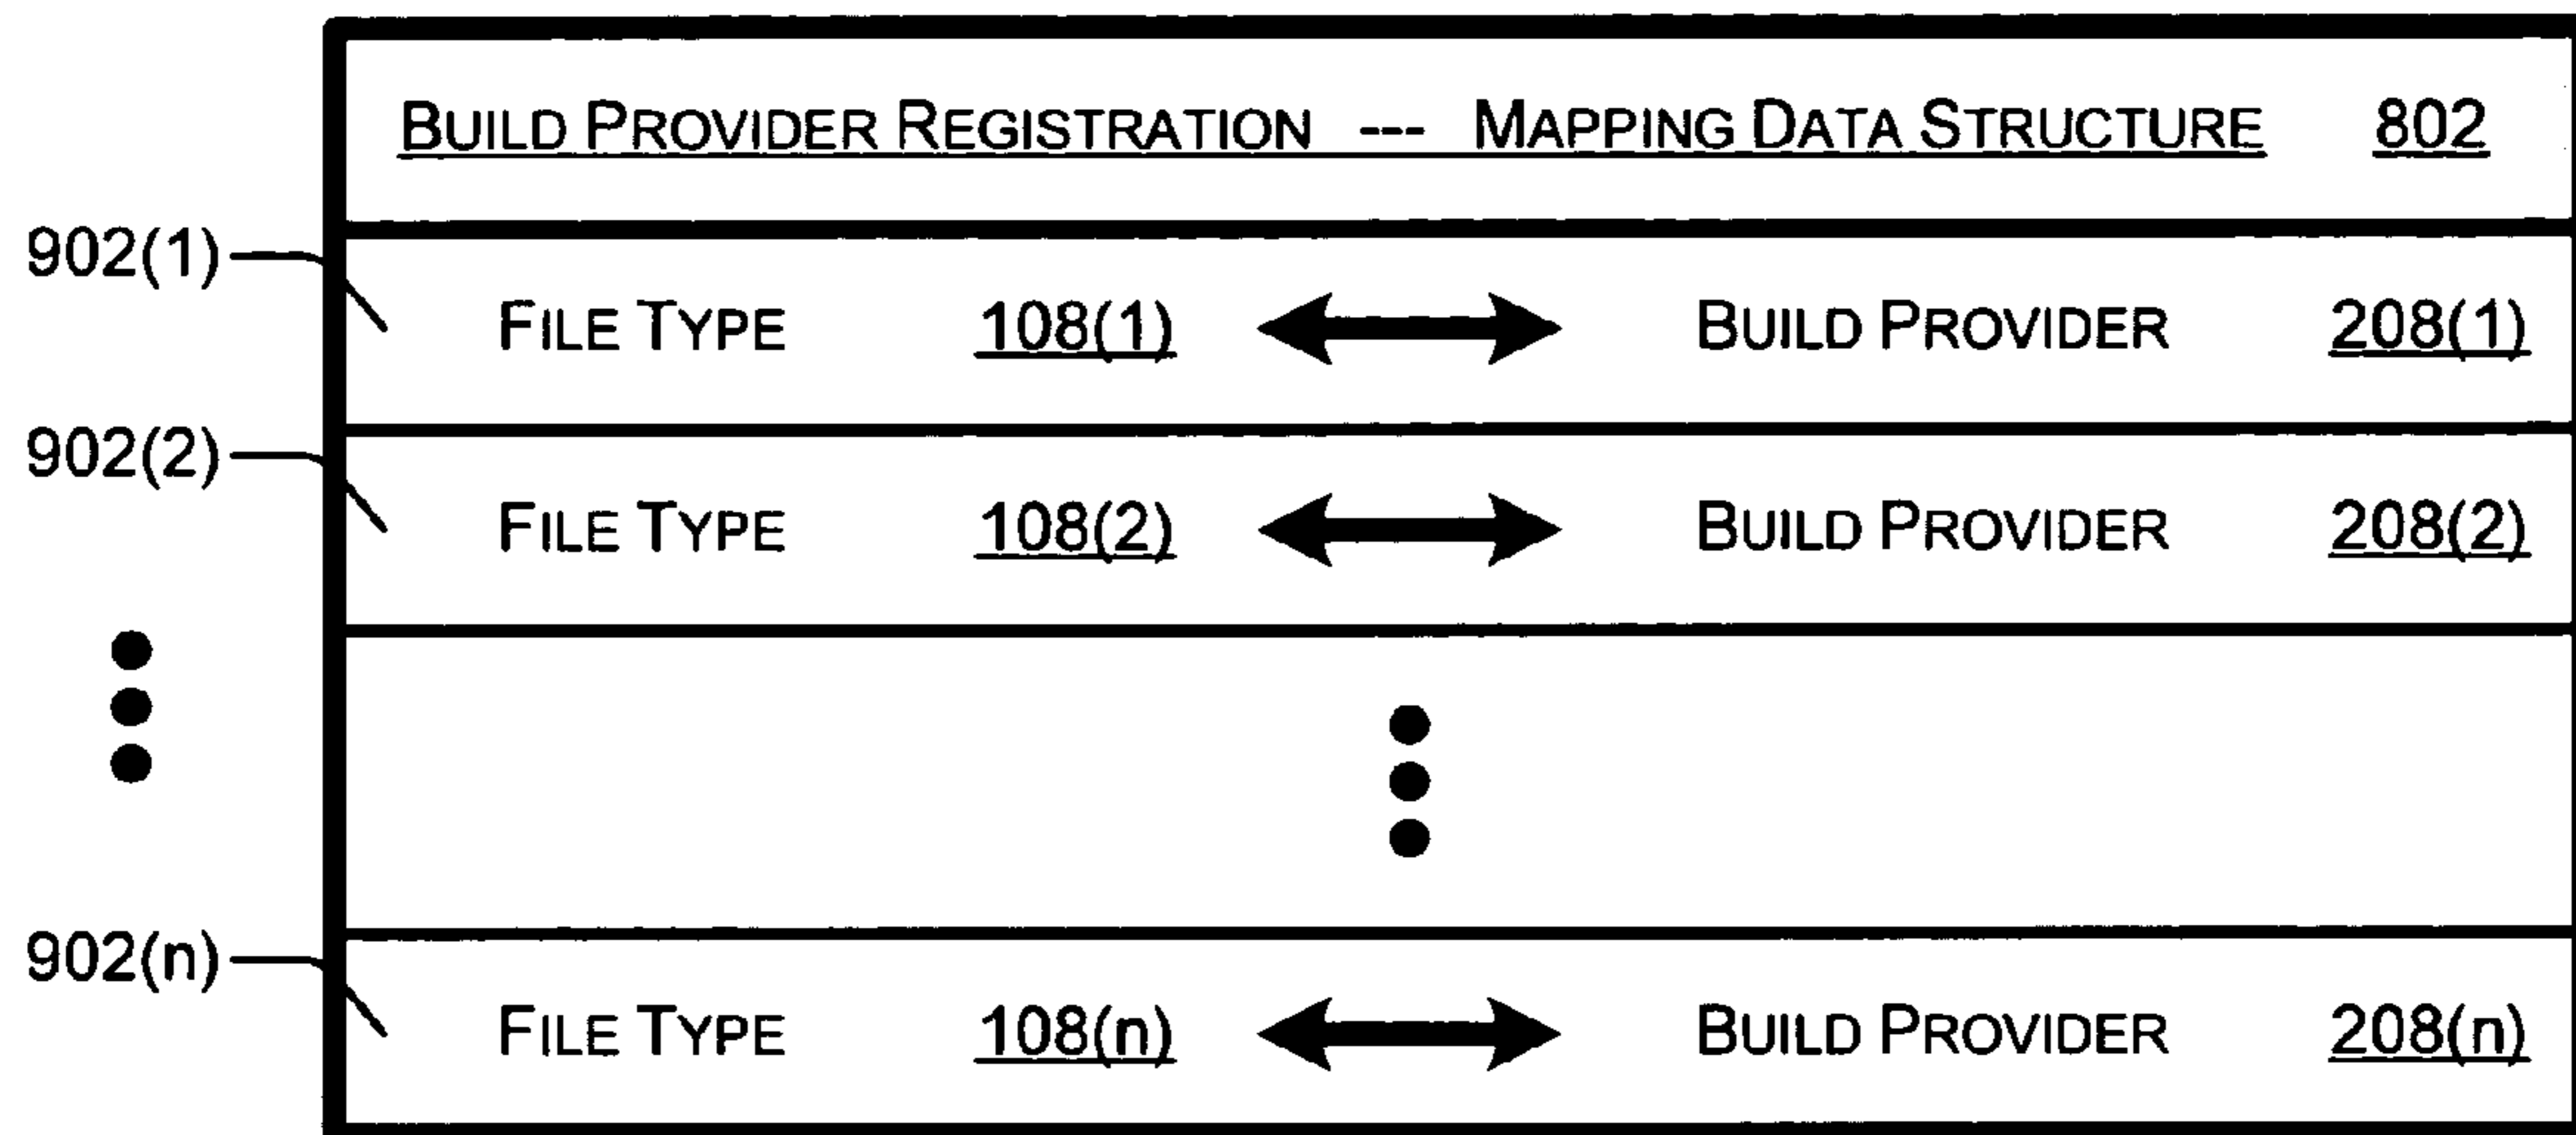 BUILD PROVIDER REGISTRATION --- MAPPING DATA STRUCTURE 802
902(1)
FILE TYPE 108(1) BUILD PROVIDER 208(1)
902(2)
FILE TYPE 108(2) BUILD PROVIDER 208(2)
902(n)
FILE TYPE 108(n) BUILD PROVIDER 208(n)